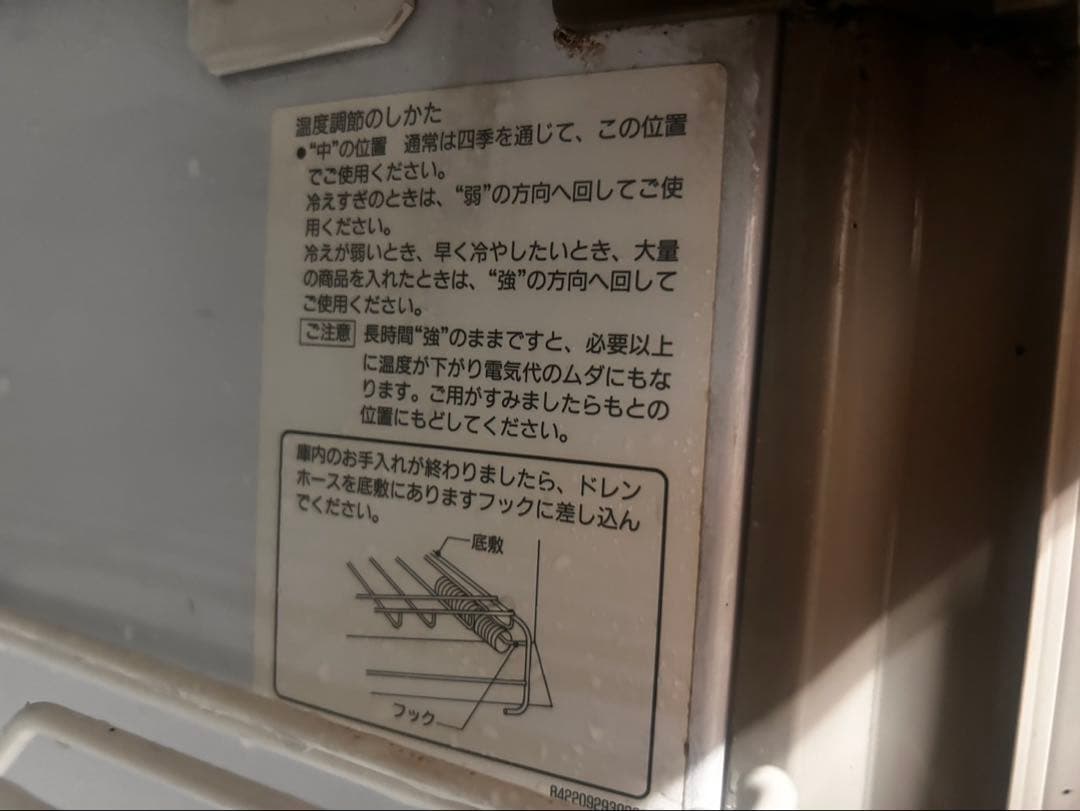 温度調節のしかた
●“中”の位置　通常は四季を通じて、この位置
でご使用ください。
冷えすぎのときは、“弱”の方向へ回してご使
用ください。
冷えが弱いとき、早く冷やしたいとき、大量
の商品を入れたときは、“強”の方向へ回して
ご使用ください。
ご注意 長時間“強”のままですと、必要以上
に温度が下がり電気代のムダにもな
ります。ご用がすみましたらもとの
位置にもどしてください。
庫内のお手入れが終わりましたら、ドレン
ホースを底敷にありますフックに差し込ん
でください。
底敷
フック